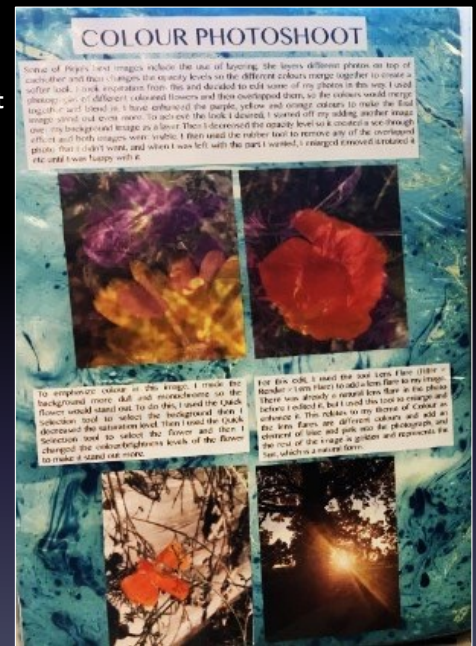 COLOUR PHOTOSHOOT
Some of Pirjo's best images include the use of layering. She layers different photos on top of
eachother and then changes the opacity levels so the different colours merge together to create a
softer look. I took inspiration from this and decided to edit some of my photos in this way. I used
photographs of different coloured flowers and then overlapped them, so the colours would merge
together and blend in. I have enhanced the purple, yellow and orange colours to make the final
image stand out even more. To achieve the look I desired, I started off my adding another image
over my background image as a layer. Then I decreased the opacity level so it created a see-through
effect and both images were visible. I then used the rubber tool to remove any of the overlapped
photo that I didn't want, and when I was left with the part I wanted, I enlarged it,moved it,rotated it
etc until I was happy with it.
To emphasize colour in this image, I made the
background more dull and monochrome so the
flower would stand out. To do this, I used the Quick
Selection tool to select the background then I
decreased the saturation level. Then I used the Quick
Selection tool to select the flower and then I
changed the colour/brightness levels of the flower
to make it stand out more.
For this edit, I used the tool Lens Flare (Filter >
Render > Lens Flare) to add a lens flare to my image.
There was already a natural lens flare in the photo
before I edited it, but I used this tool to enlarge and
enhance it. This relates to my theme of Colour as
the lens flares are different colours and add an
element of blue and pink into the photograph, and
the rest of the image is golden and represents the
Sun, which is a natural form.